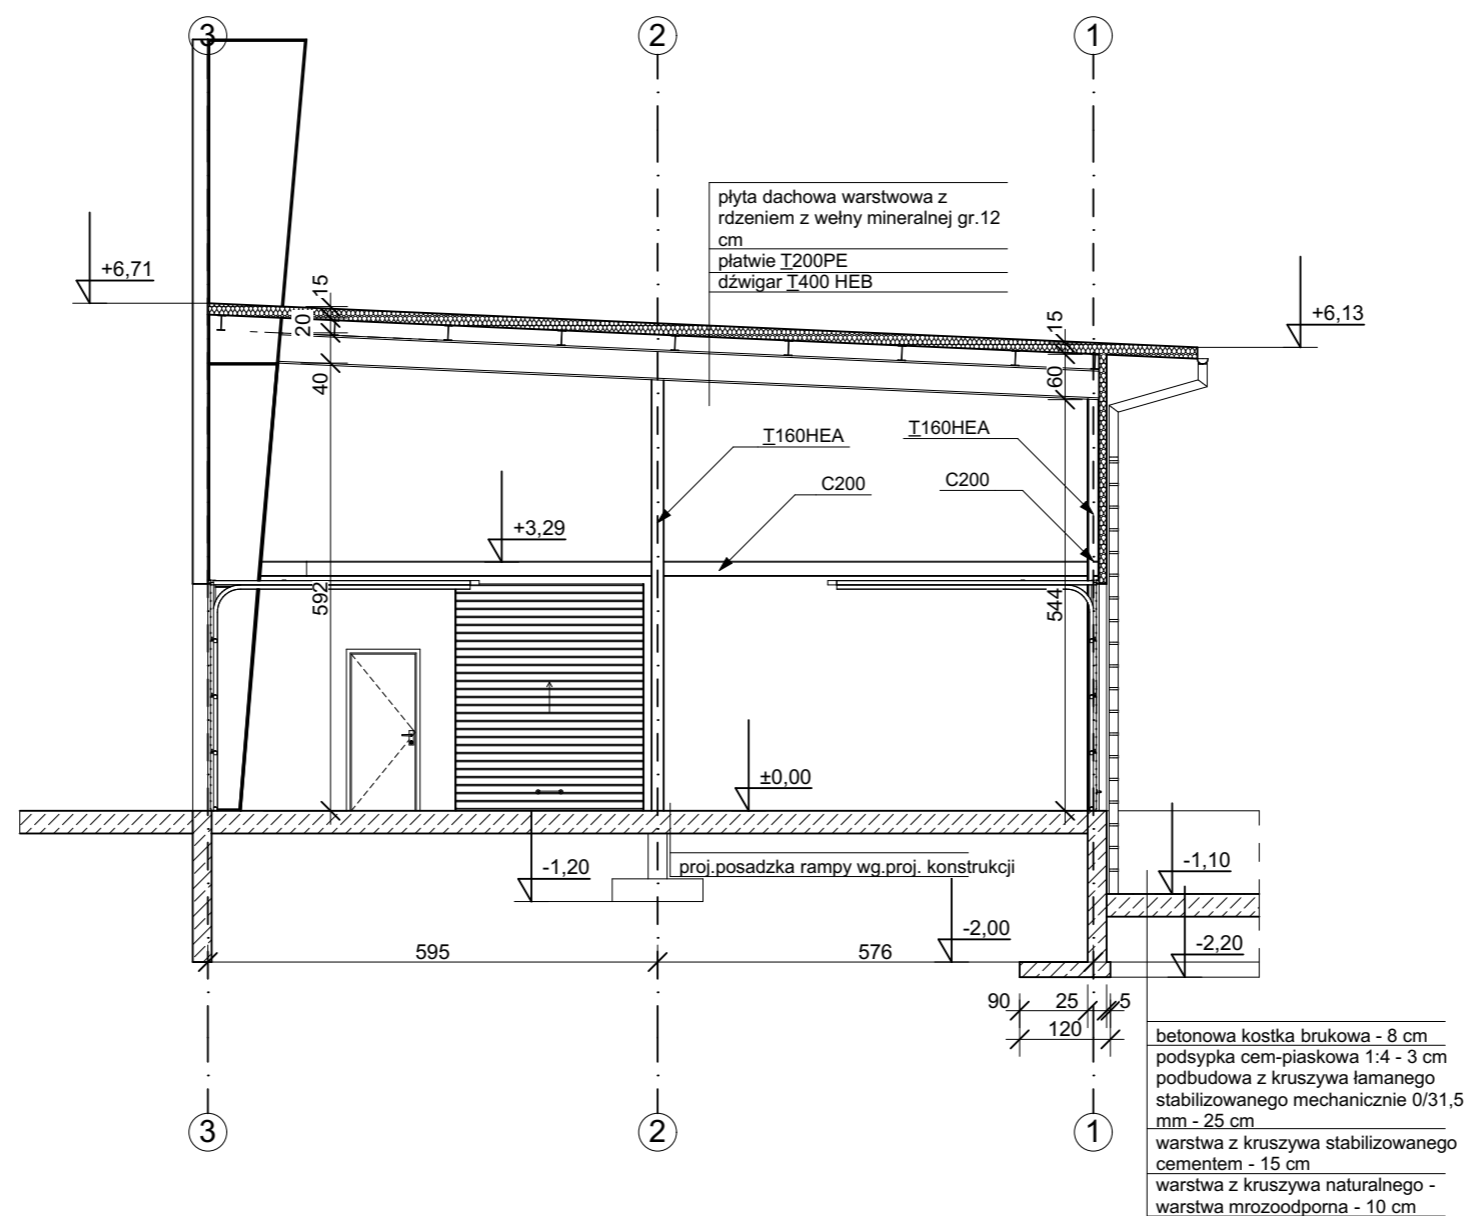 3
2
1
płyta dachowa warstwowa z
rdzeniem z wełny mineralnej gr.12
cm
płatwie I200PE
dźwigar I400 HEB
+6,71
+6,13
15
20
40
15
60
I160HEA
I160HEA
C200
C200
+3,29
592
544
±0,00
-1,20
proj.posadzka rampy wg.proj. konstrukcji
-1,10
-2,00
-2,20
595
576
90
25
5
120
betonowa kostka brukowa - 8 cm
podsypka cem-piaskowa 1:4 - 3 cm
podbudowa z kruszywa łamanego
stabilizowanego mechanicznie 0/31,5
mm - 25 cm
warstwa z kruszywa stabilizowanego
cementem - 15 cm
warstwa z kruszywa naturalnego -
warstwa mrozoodporna - 10 cm
3
2
1